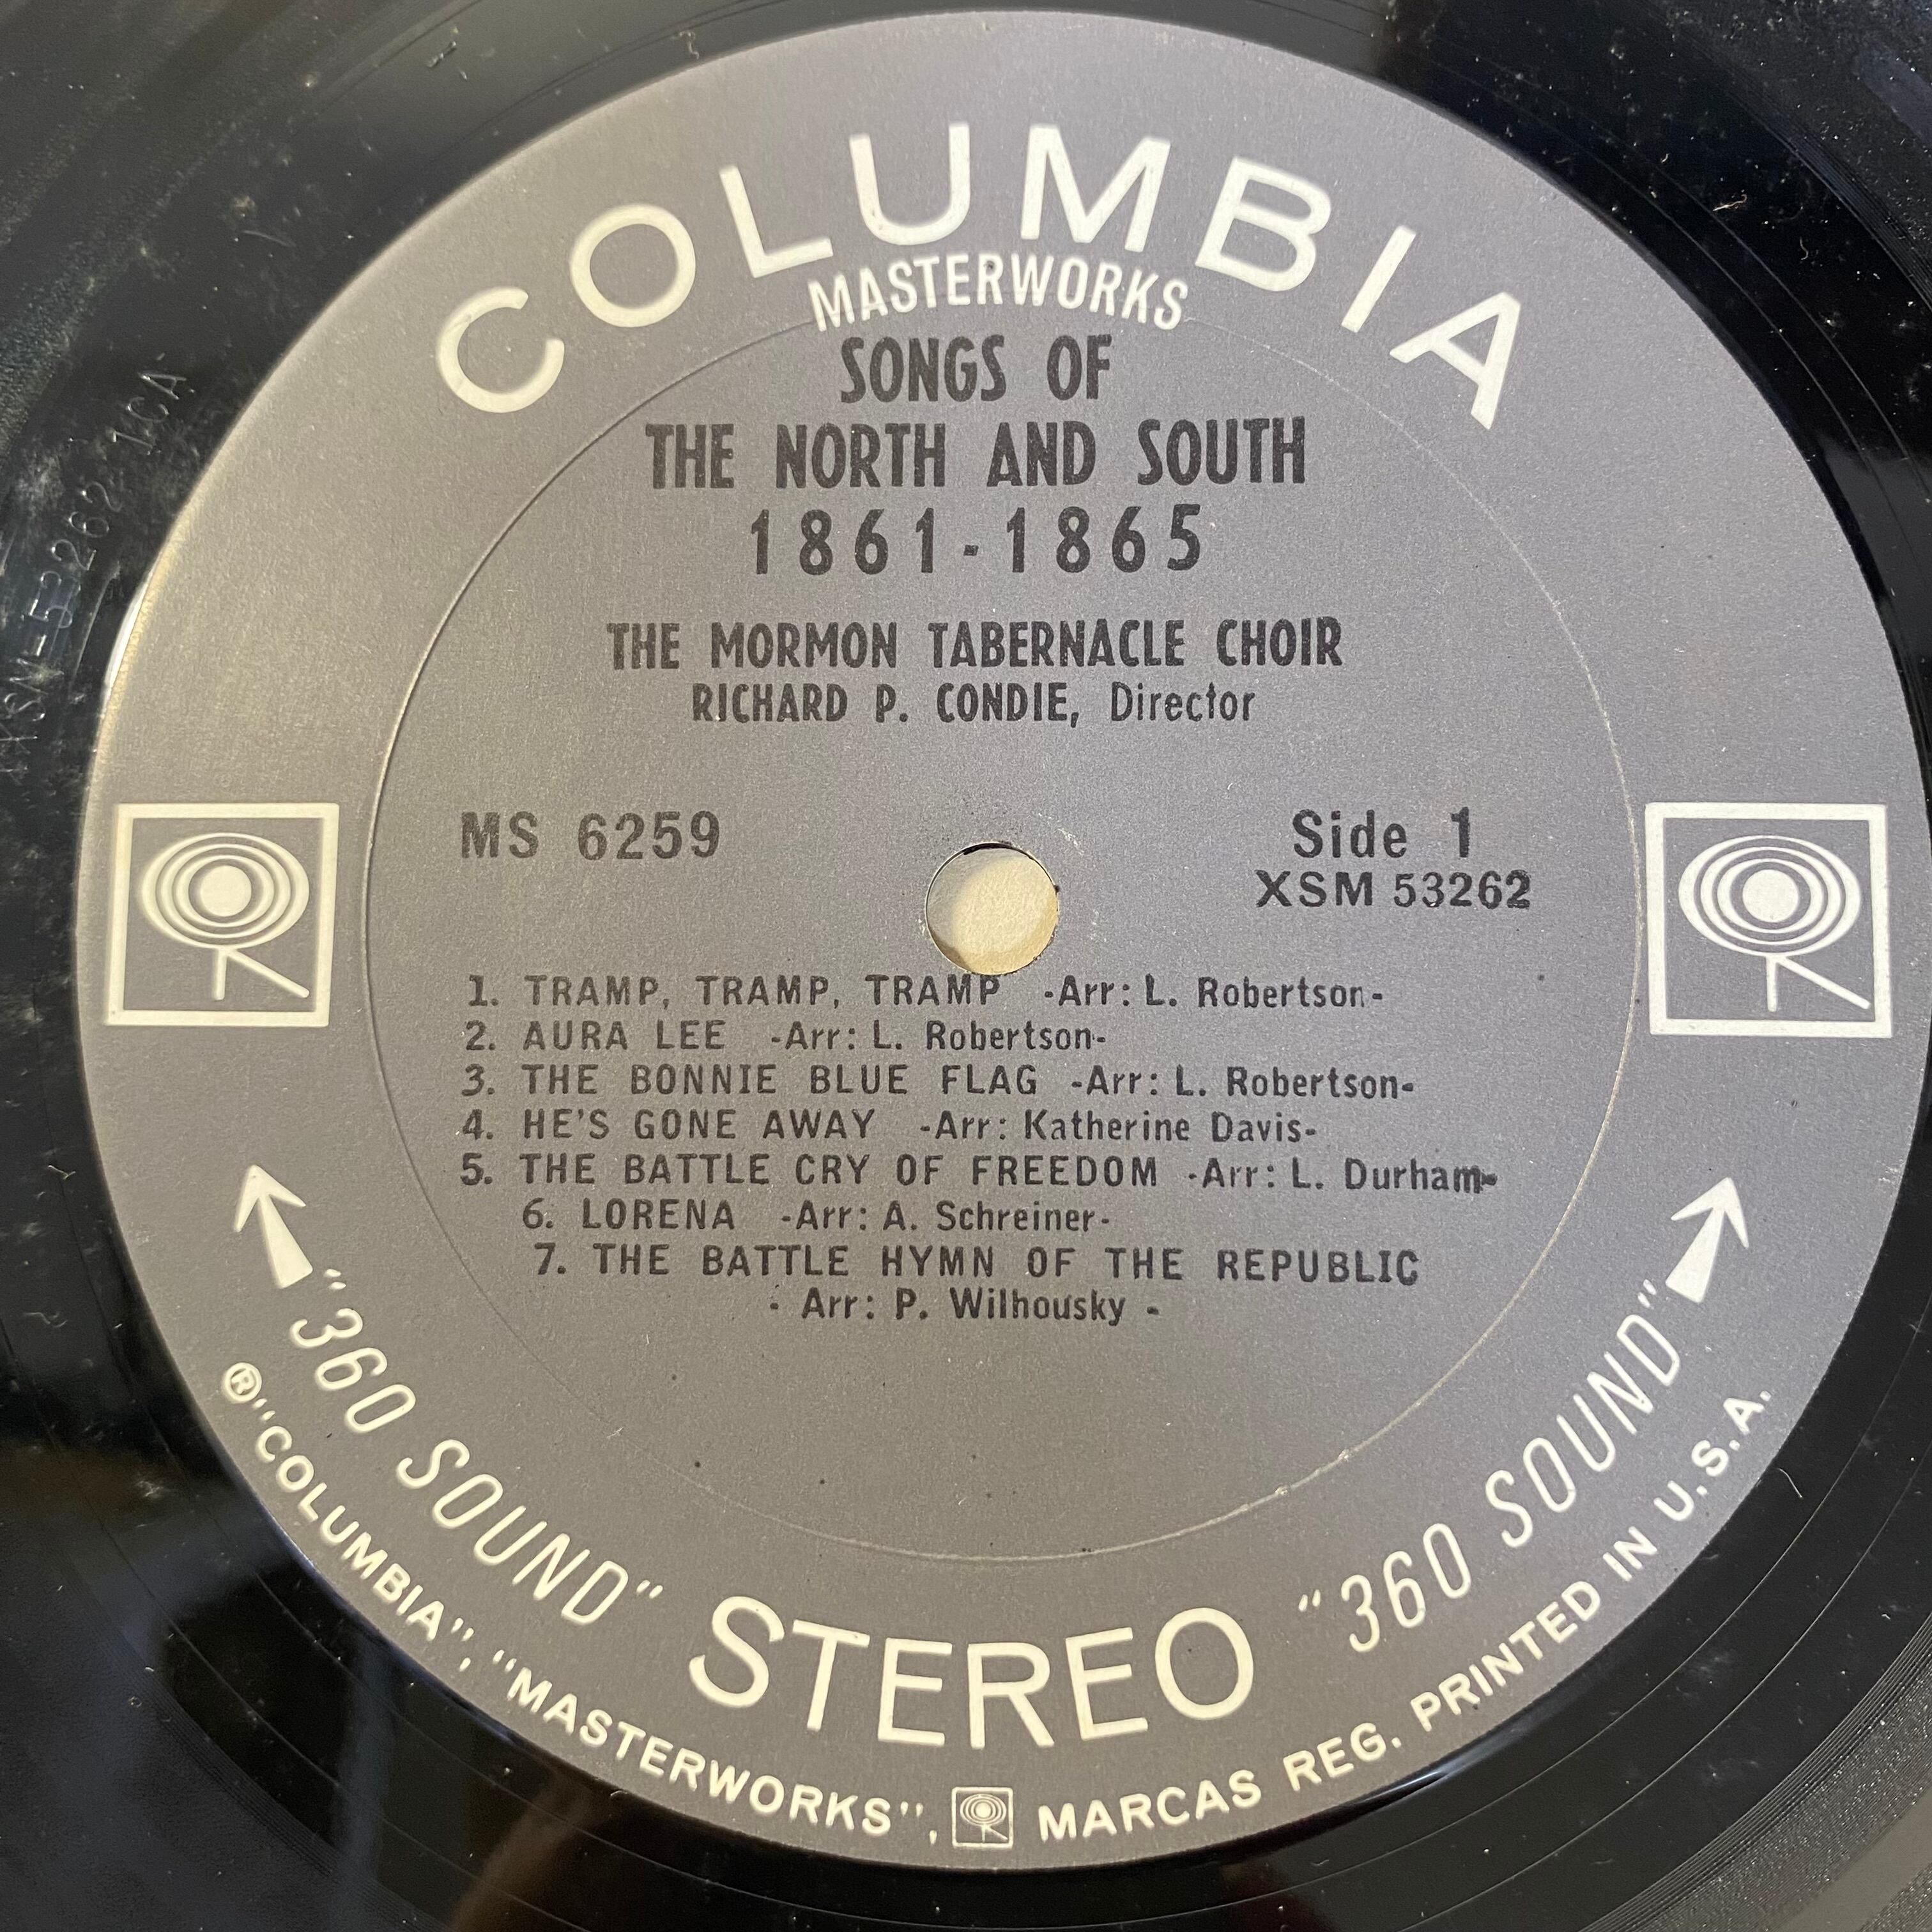 COLUMBIA
MASTERWORKS
SONGS OF
THE NORTH AND SOUTH
1861-1865
THE MORMON TABERNACLE CHOIR
RICHARD P. CONDIE, Director
MS 6259
Side 1
XSM 53262
1. TRAMP, TRAMP, TRAMP -Arr: L. Robertson-
2. AURA LEE -Arr: L. Robertson-
3. THE BONNIE BLUE FLAG -Arr: L. Robertson-
4. HE'S GONE AWAY -Arr: Katherine Davis-
5. THE BATTLE CRY OF FREEDOM -Arr: L. Durham-
6. LORENA -Arr: A. Schreiner-
7. THE BATTLE HYMN OF THE REPUBLIC
- Arr: P. Wilhousky -
"360 SOUND" STEREO "360 SOUND"
®"COLUMBIA", "MASTERWORKS", MARCAS REG. PRINTED IN U.S.A.
XSM-53262 1CA